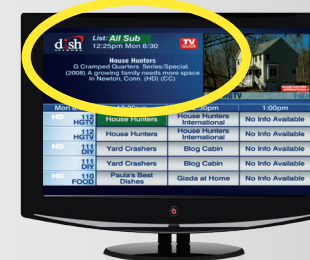 dish
NETWORK
List: All Sub
12:25pm Mon 8/30
TV
GUIDE
House Hunters
G Cramped Quarters Series/Special.
(2008) A growing family needs more space
in Newton, Conn. (HD) (CC)
HGTV
HD
Mon 8/
12:30pm
1:00pm
HD 112 HGTV House Hunters House Hunters International No Info Available
112 HGTV House Hunters House Hunters International No Info Available
HD 111 DIY Yard Crashers Blog Cabin No Info Available
111 DIY Yard Crashers Blog Cabin No Info Available
HD 110 FOOD Paula's Best Dishes Giada at Home No Info Available